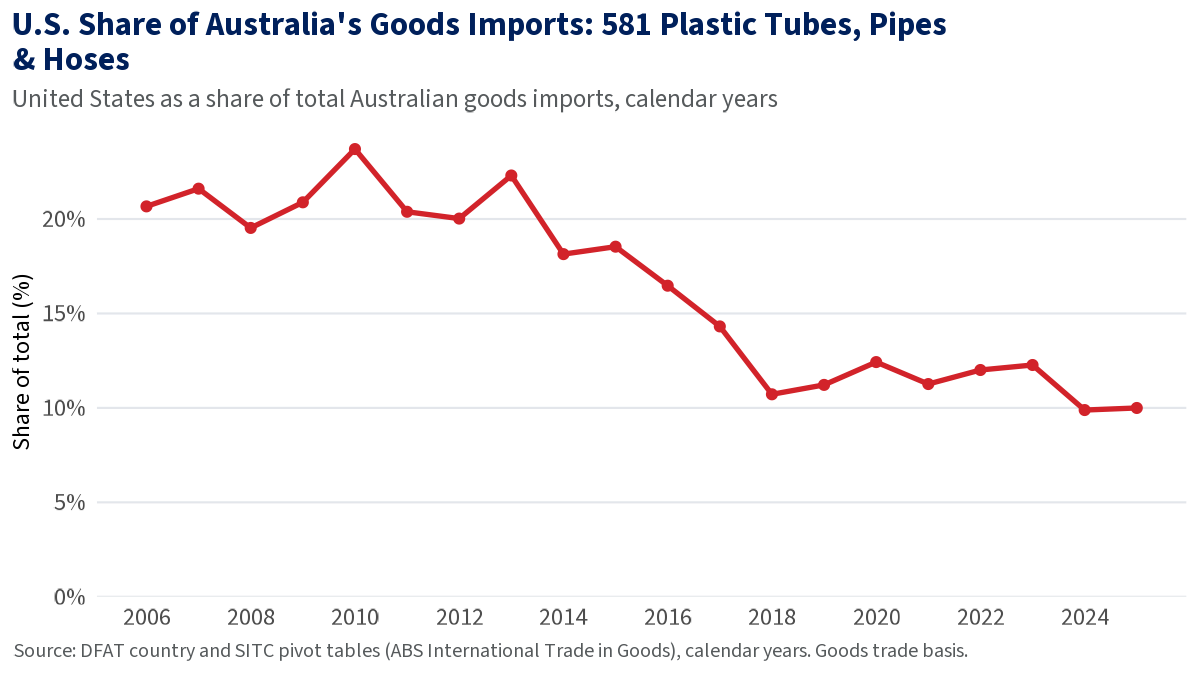 U.S. Share of Australia's Goods Imports: 581 Plastic Tubes, Pipes
& Hoses
United States as a share of total Australian goods imports, calendar years
Share of total (%)
20%
15%
10%
5%
0%
2006 2008 2010 2012 2014 2016 2018 2020 2022 2024
Source: DFAT country and SITC pivot tables (ABS International Trade in Goods), calendar years. Goods trade basis.